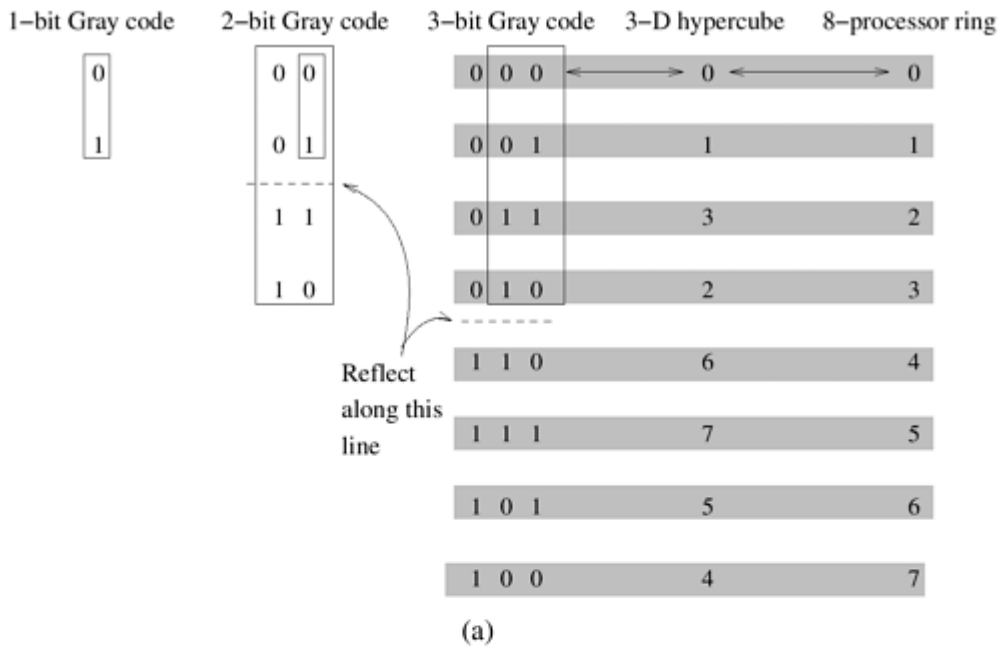 1−bit Gray code 2−bit Gray code 3−bit Gray code 3−D hypercube 8−processor ring
0 0 0 0 0 0 0 0
1 0 1 0 0 1 1 1
1 1 0 1 1 3 2
1 0 0 1 0 2 3
1 1 0 6 4
Reflect
along this
line
1 1 1 7 5
1 0 1 5 6
1 0 0 4 7
(a)